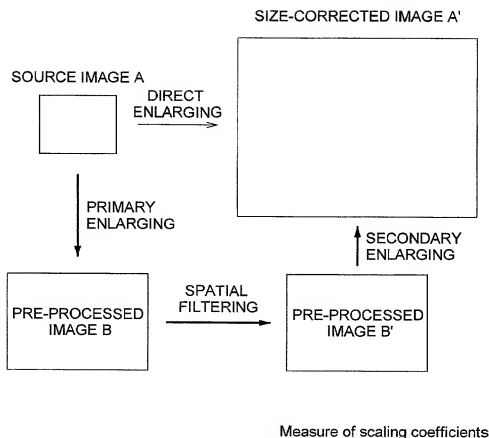 SIZE-CORRECTED IMAGE A'
SOURCE IMAGE A
DIRECT
ENLARGING
PRIMARY
ENLARGING
SECONDARY
ENLARGING
PRE-PROCESSED
IMAGE B
SPATIAL
FILTERING
PRE-PROCESSED
IMAGE B'
Measure of scaling coefficients